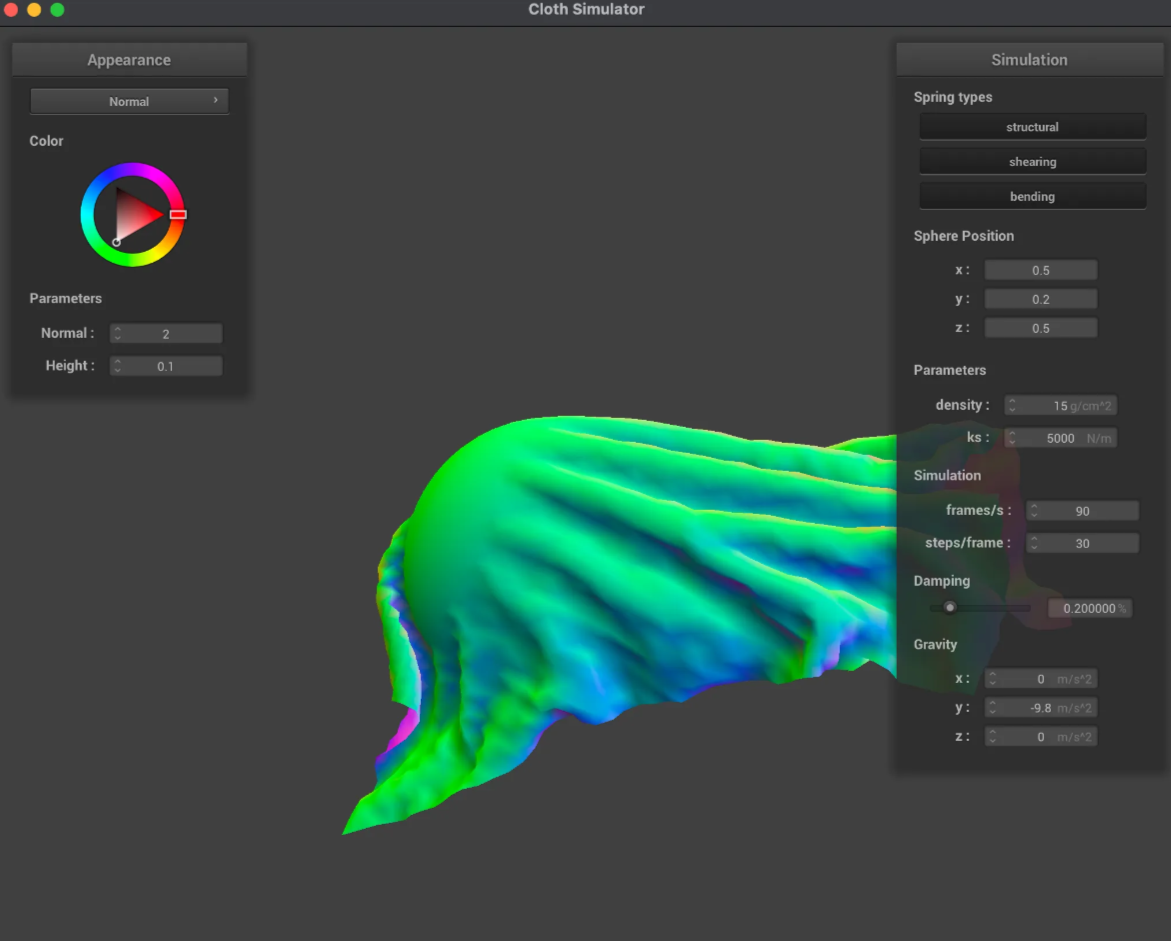 Cloth Simulator
Appearance
Normal
Color
Parameters
Normal : 2
Height : 0.1
Simulation
Spring types
structural
shearing
bending
Sphere Position
x : 0.5
y : 0.2
z : 0.5
Parameters
density : 15 g/cm^2
ks : 5000 N/m
Simulation
frames/s : 90
steps/frame : 30
Damping
0.200000 %
Gravity
x : 0 m/s^2
y : -9.8 m/s^2
z : 0 m/s^2